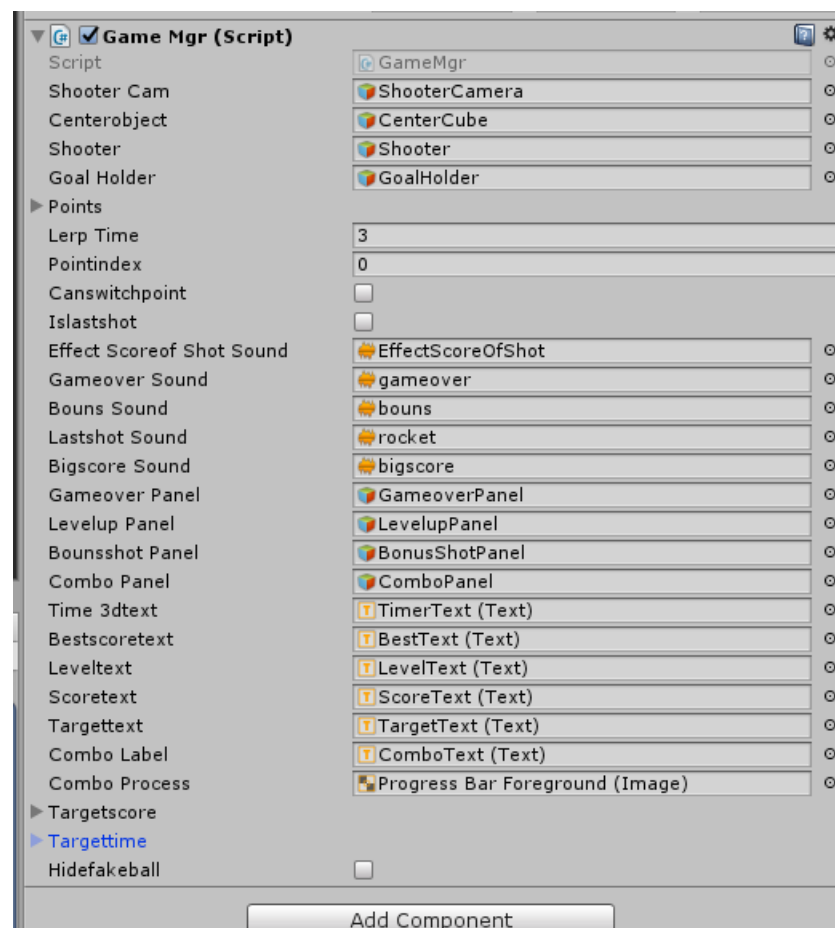 Game Mgr (Script)
Script GameMgr
Shooter Cam ShooterCamera
Centerobject CenterCube
Shooter Shooter
Goal Holder GoalHolder
Points
Lerp Time 3
Pointindex 0
Canswitchpoint
Islastshot
Effect Scoreof Shot Sound EffectScoreOfShot
Gameover Sound gameover
Bouns Sound bouns
Lastshot Sound rocket
Bigscore Sound bigscore
Gameover Panel GameoverPanel
Levelup Panel LevelupPanel
Bounsshot Panel BonusShotPanel
Combo Panel ComboPanel
Time 3dtext TimerText (Text)
Bestscoretext BestText (Text)
Leveltext LevelText (Text)
Scoretext ScoreText (Text)
Targettext TargetText (Text)
Combo Label ComboText (Text)
Combo Process Progress Bar Foreground (Image)
Targetscore
Targettime
Hidefakeball
Add Component